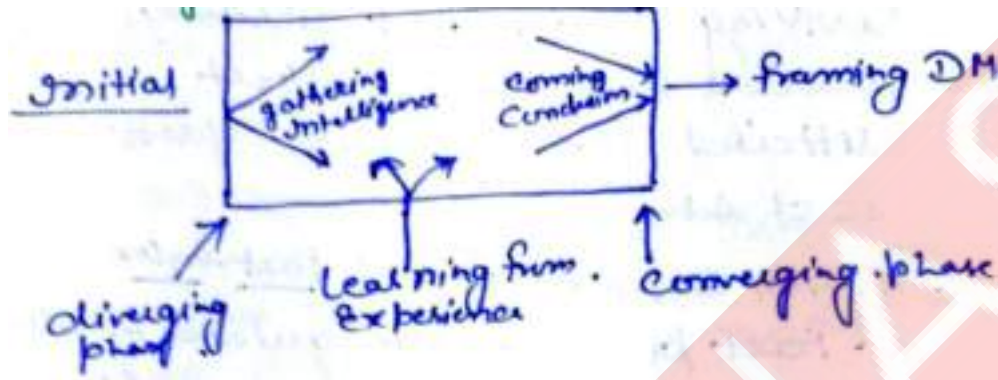 Initial
gathering
Intelligence
coming
Conclusion
framing DM
diverging
phase
Learning from
Experience
converging phase